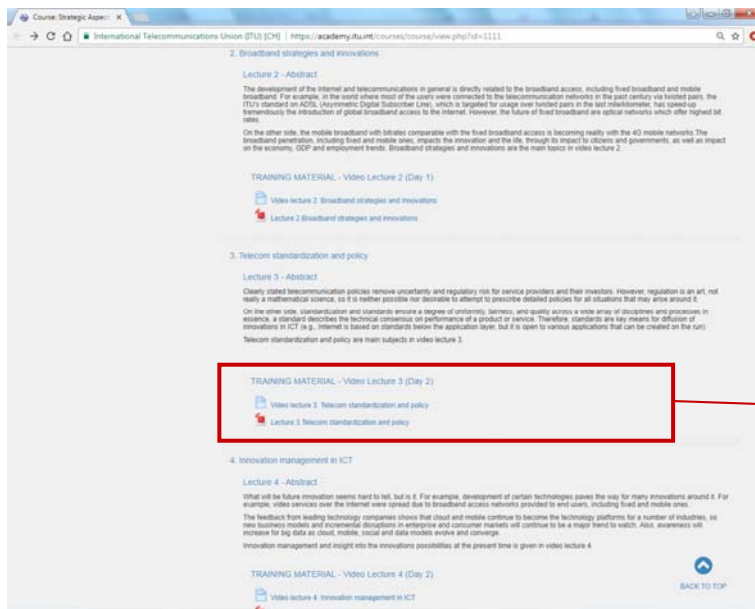 Course: Strategic Aspect
International Telecommunications Union (ITU) [CH] | https://academy.itu.int/courses/course/view.php?id=1111
2. Broadband strategies and innovations
Lecture 2 - Abstract
The development of the Internet and telecommunications in general is directly related to the broadband access, including fixed broadband and mobile
broadband. For example, in the world where most of the users were connected to the telecommunication networks in the past century via twisted pairs, the
ITU's standard on ADSL (Asymmetric Digital Subscriber Line), which is targeted for usage over twisted pairs in the last mile/kilometer, has speed-up
tremendously the introduction of global broadband access to the internet. However, the future of fixed broadband are optical networks which offer highest bit
rates.
On the other side, the mobile broadband with bitrates comparable with the fixed broadband access is becoming reality with the 4G mobile networks.The
broadband penetration, including fixed and mobile ones, impacts the innovation and the life, through its impact to citizens and governments, as well as impact
on the economy, GDP and employment trends. Broadband strategies and innovations are the main topics in video lecture 2.
TRAINING MATERIAL - Video Lecture 2 (Day 1)
Video lecture 2. Broadband strategies and innovations
Lecture 2 Broadband strategies and innovations
3. Telecom standardization and policy
Lecture 3 - Abstract
Clearly stated telecommunication policies remove uncertainty and regulatory risk for service providers and their investors. However, regulation is an art, not
really a mathematical science, so it is neither possible nor desirable to attempt to prescribe detailed policies for all situations that may arise around it.
On the other side, standardization and standards ensure a degree of uniformity, fairness, and quality across a wide array of disciplines and processes in
essence, a standard describes the technical consensus on performance of a product or service. Therefore, standards are key means for diffusion of
innovations in ICT (e.g., Internet is based on standards below the application layer, but it is open to various applications that can be created on the run).
Telecom standardization and policy are main subjects in video lecture 3.
TRAINING MATERIAL - Video Lecture 3 (Day 2)
Video lecture 3. Telecom standardization and policy
Lecture 3 Telecom standardization and policy
4. Innovation management in ICT
Lecture 4 - Abstract
What will be future innovation seems hard to tell, but is it. For example, development of certain technologies paves the way for many innovations around it. For
example, video services over the Internet were spread due to broadband access networks provided to end users, including fixed and mobile ones.
The feedback from leading technology companies shows that cloud and mobile continue to become the technology platforms for a number of industries, so
new business models and incremental disruptions in enterprise and consumer markets will continue to be a major trend to watch. Also, awareness will
increase for big data as cloud, mobile, social and data models evolve and converge.
Innovation management and insight into the innovations possibilities at the present time is given in video lecture 4.
TRAINING MATERIAL - Video Lecture 4 (Day 2)
BACK TO TOP
Video lecture 4. Innovation management in ICT